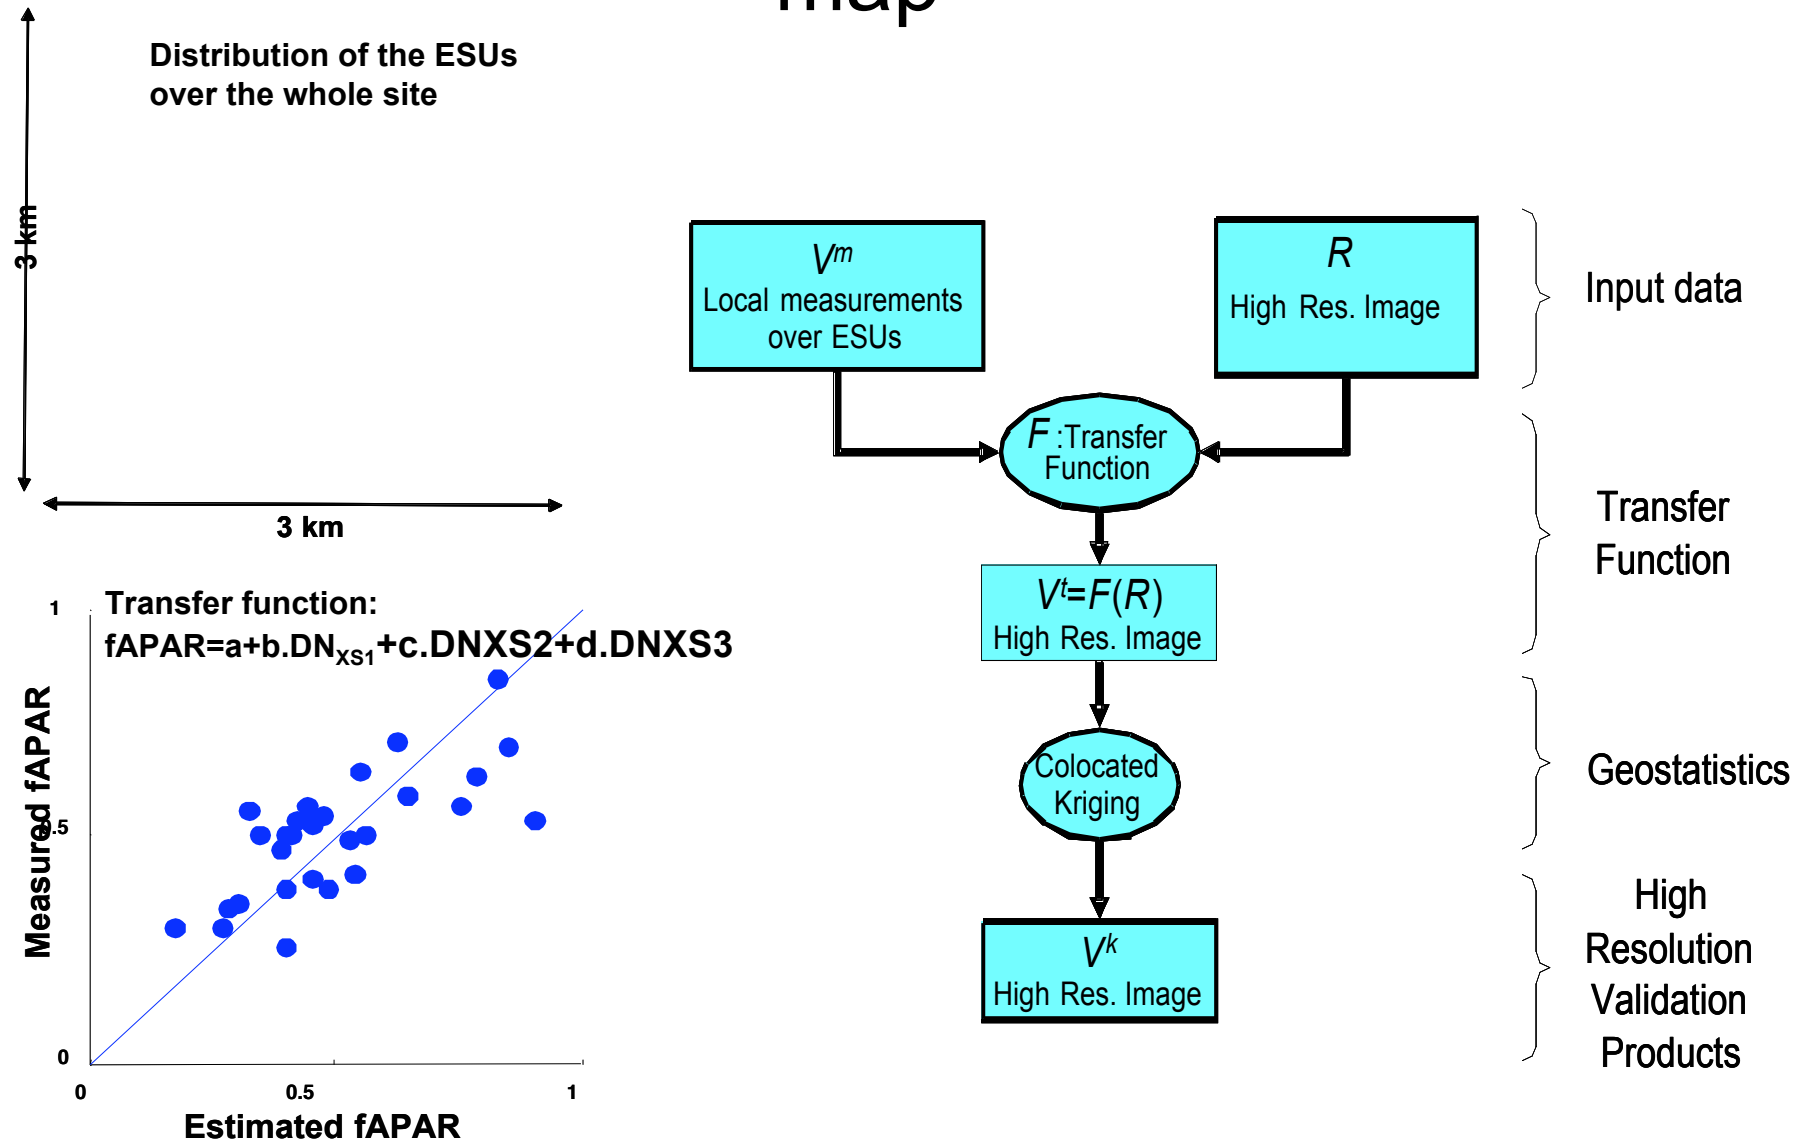 map
Distribution of the ESUs
over the whole site
3 km
3 km
Transfer function:
fAPAR=a+b.DNXS1+c.DNXS2+d.DNXS3
1
0.5
0
Measured fAPAR
0
0.5
1
Estimated fAPAR
Vm
Local measurements
over ESUs
R
High Res. Image
F :Transfer
Function
Vt=F(R)
High Res. Image
Colocated
Kriging
Vk
High Res. Image
Input data
Transfer
Function
Geostatistics
High
Resolution
Validation
Products